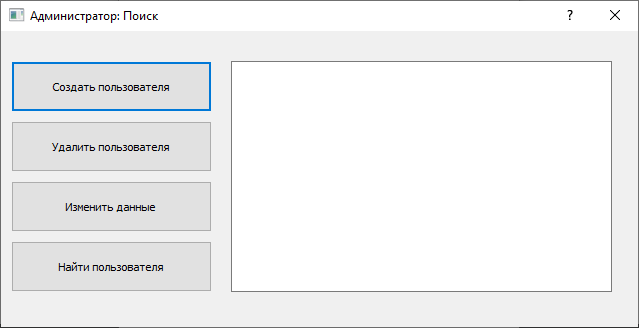 Администратор: Поиск
?
Создать пользователя
Удалить пользователя
Изменить данные
Найти пользователя